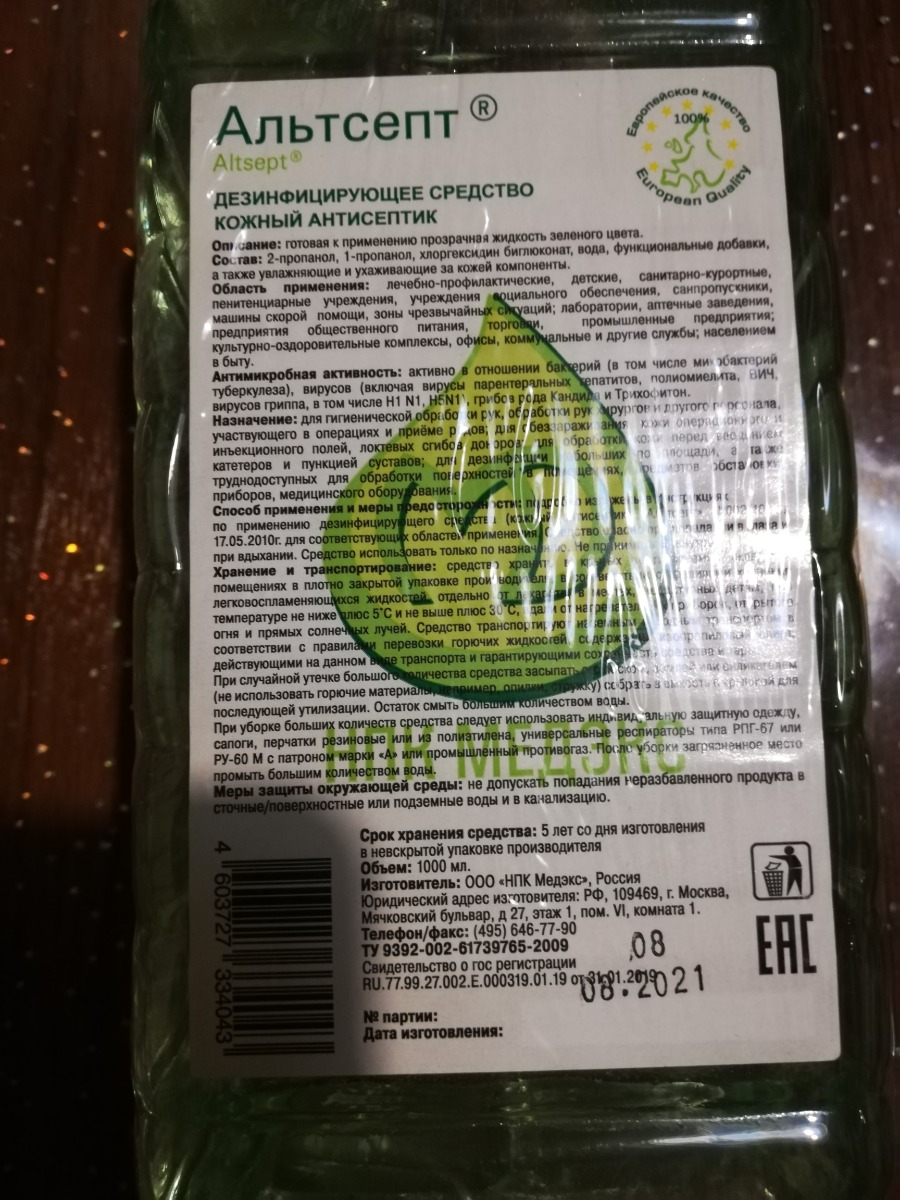 Альтсепт ®
Altsept®
Европейское качество
100%
European Quality
ДЕЗИНФИЦИРУЮЩЕЕ СРЕДСТВО
КОЖНЫЙ АНТИСЕПТИК
Описание: готовая к применению прозрачная жидкость зеленого цвета.
Состав: 2-пропанол, 1-пропанол, хлоргексидин биглюконат, вода, функциональные добавки,
а также увлажняющие и ухаживающие за кожей компоненты.
Область применения: лечебно-профилактические, детские, санитарно-курортные,
пенитенциарные учреждения, учреждения социального обеспечения, санпропускники,
машины скорой помощи, зоны чрезвычайных ситуаций; лаборатории, аптечные заведения,
предприятия общественного питания, торговли, промышленные предприятия;
культурно-оздоровительные комплексы, офисы, коммунальные и другие службы; населением
в быту.
Антимикробная активность: активно в отношении бактерий (в том числе микобактерий
туберкулеза), вирусов (включая вирусы парентеральных гепатитов, полиомиелита, ВИЧ,
вирусов гриппа, в том числе H1 N1, H5N1), грибов рода Кандида и Трихофитон.
Назначение: для гигиенической обработки рук, обработки рук хирургов и другого персонала,
участвующего в операциях и приёме родов; для обеззараживания кожи операционного и
инъекционного полей, локтевых сгибов доноров, для обработки кожи перед введением
катетеров и пункцией суставов; для дезинфекции больших по площади, а также
труднодоступных для обработки поверхностей в помещениях, предметов обстановки,
приборов, медицинского оборудования.
Способ применения и меры предосторожности: подробно
по применению дезинфицирующего средства
17.05.2010г. для соответствующих областей применения.
при вдыхании. Средство использовать только по назначению. Не
Хранение и транспортирование: средство
помещениях в плотно закрытой упаковке производителя,
легковоспламеняющихся жидкостей, отдельно от лекарств, в местах,
температуре не ниже плюс 5°С и не выше плюс 30°С, вдали от открытого
огня и прямых солнечных лучей. Средство транспортируют наземным транспортом в
соответствии с правилами перевозки горючих жидкостей,
действующими на данном виде транспорта и гарантирующими сохранность средства и тары.
При случайной утечке большого количества средства засыпать или силикагелем
(не использовать горючие материалы, например, опилки, стружку) собрать в емкость с крышкой для
последующей утилизации. Остаток смыть большим количеством воды.
При уборке больших количеств средства следует использовать индивидуальную защитную одежду,
сапоги, перчатки резиновые или из полиэтилена, универсальные респираторы типа РПГ-67 или
РУ-60 М с патроном марки «А» или промышленный противогаз. После уборки загрязненное место
промыть большим количеством воды.
НПК МЕДЭКС
Меры защиты окружающей среды: не допускать попадания неразбавленного продукта в
сточные/поверхностные или подземные воды и в канализацию.
Срок хранения средства: 5 лет со дня изготовления
в невскрытой упаковке производителя
Объем: 1000 мл.
Изготовитель: ООО «НПК Медэкс», Россия
Юридический адрес изготовителя: РФ, 109469, г. Москва,
Мячковский бульвар, д 27, этаж 1, пом. VI, комната 1.
Телефон/факс: (495) 646-77-90
ТУ 9392-002-61739765-2009
Свидетельство о гос регистрации
RU.77.99.27.002.Е.000319.01.19 от 31.01.2019
08
08.2021
№ партии:
Дата изготовления:
4 603727 334043
EAC